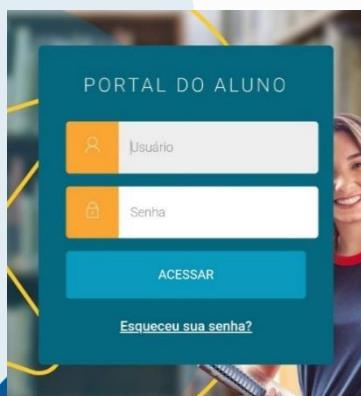 PORTAL DO ALUNO
Usuário
Senha
ACESSAR
Esqueceu sua senha?